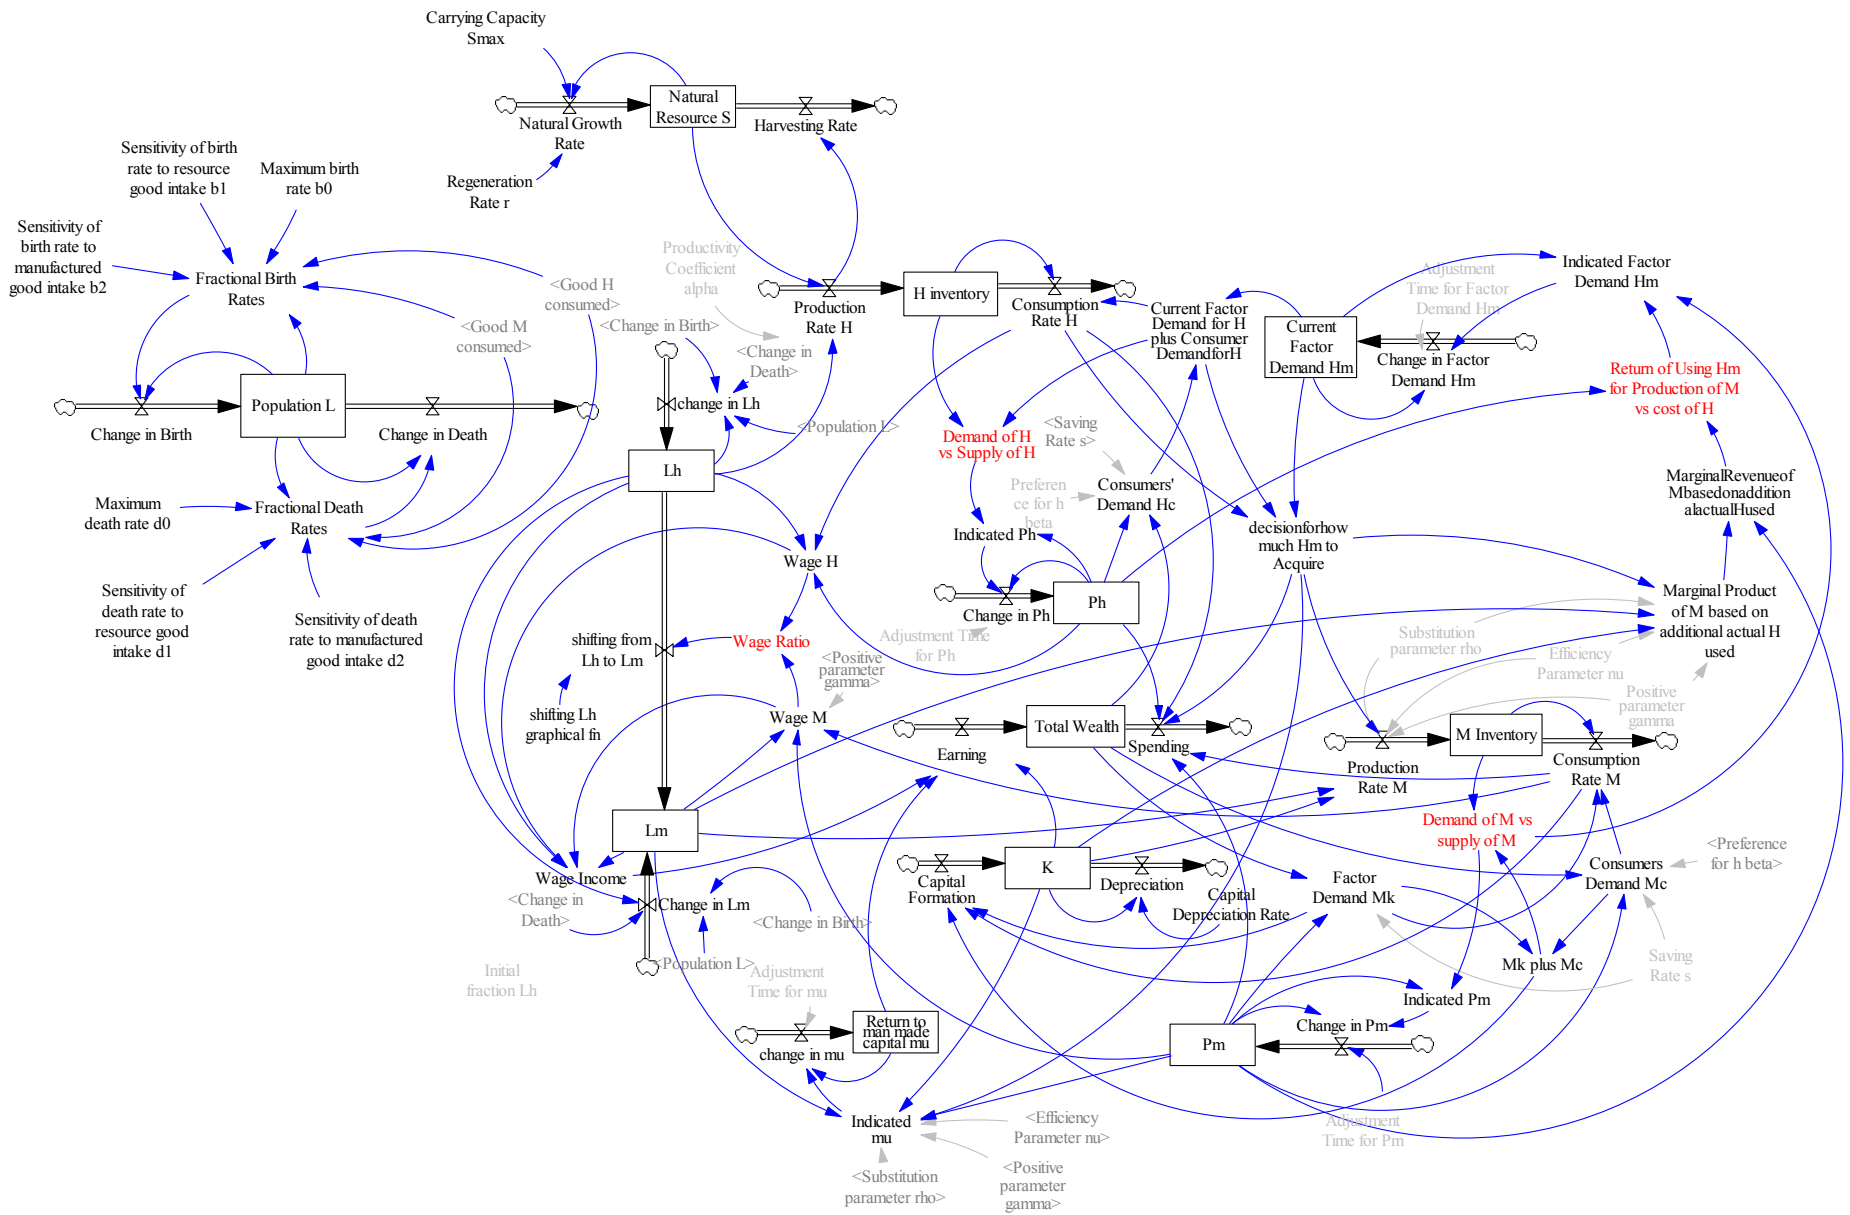 Carrying Capacity
Smax
Natural
Resource S
Natural Growth
Rate
Harvesting Rate
Regeneration
Rate r
Sensitivity of birth
rate to resource
good intake b1
Maximum birth
rate b0
Sensitivity of
birth rate to
manufactured
good intake b2
Fractional Birth
Rates
<Good H
consumed>
<Good M
consumed>
Population L
Change in Birth
Change in Death
Maximum
death rate d0
Fractional Death
Rates
Sensitivity of
death rate to
resource good
intake d1
Sensitivity of death
rate to manufactured
good intake d2
Productivity
Coefficient
alpha
<Change in Birth>
<Change in
Death>
change in Lh
<Population L>
Lh
Production
Rate H
H inventory
Consumption
Rate H
Current Factor
Demand for H
plus Consumer
DemandforH
Current
Factor
Demand Hm
Adjustment
Time for Factor
Demand Hm
Change in Factor
Demand Hm
Indicated Factor
Demand Hm
Return of Using Hm
for Production of M
vs cost of H
Demand of H
vs Supply of H
<Saving
Rate s>
Preferen
ce for h
beta
Consumers'
Demand Hc
MarginalRevenueof
Mbasedonaddition
alactualHused
Indicated Ph
decisionforhow
much Hm to
Acquire
Wage H
Change in Ph
Ph
Adjustment Time
for Ph
Marginal Product
of M based on
additional actual H
used
Substitution
parameter rho
Efficiency
Parameter nu
Positive
parameter
gamma
shifting from
Lh to Lm
Wage Ratio
<Positive
parameter
gamma>
shifting Lh
graphical fn
Wage M
Earning
Total Wealth
Spending
M Inventory
Production
Rate M
Consumption
Rate M
Lm
Demand of M vs
supply of M
<Preference
for h beta>
Wage Income
<Change in
Death>
Change in Lm
<Change in Birth>
<Population L>
Capital
Formation
K
Depreciation
Capital
Depreciation Rate
Factor
Demand Mk
Consumers
Demand Mc
Mk plus Mc
Saving
Rate s
Initial
fraction Lh
Adjustment
Time for mu
change in mu
Return to
man made
capital mu
Indicated Pm
Change in Pm
Pm
Adjustment
Time for Pm
Indicated
mu
<Efficiency
Parameter nu>
<Substitution
parameter rho>
<Positive
parameter
gamma>